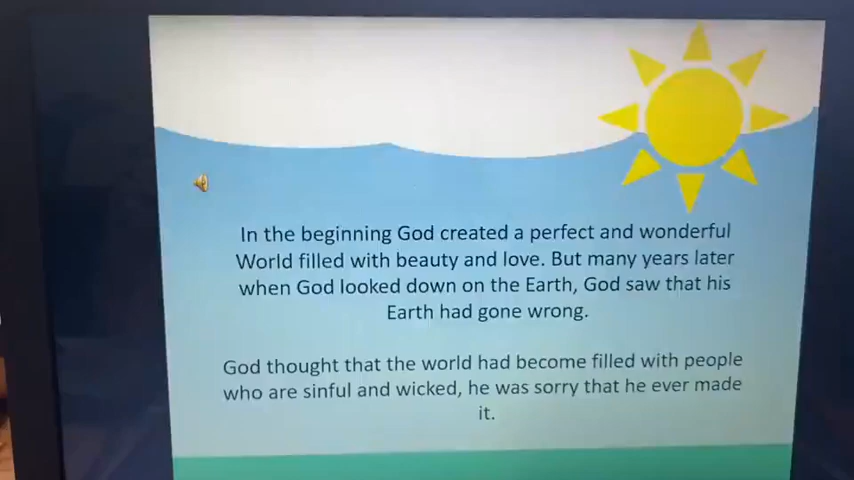 In the beginning God created a perfect and wonderful
World filled with beauty and love. But many years later
when God looked down on the Earth, God saw that his
Earth had gone wrong.
God thought that the world had become filled with people
who are sinful and wicked, he was sorry that he ever made
it.